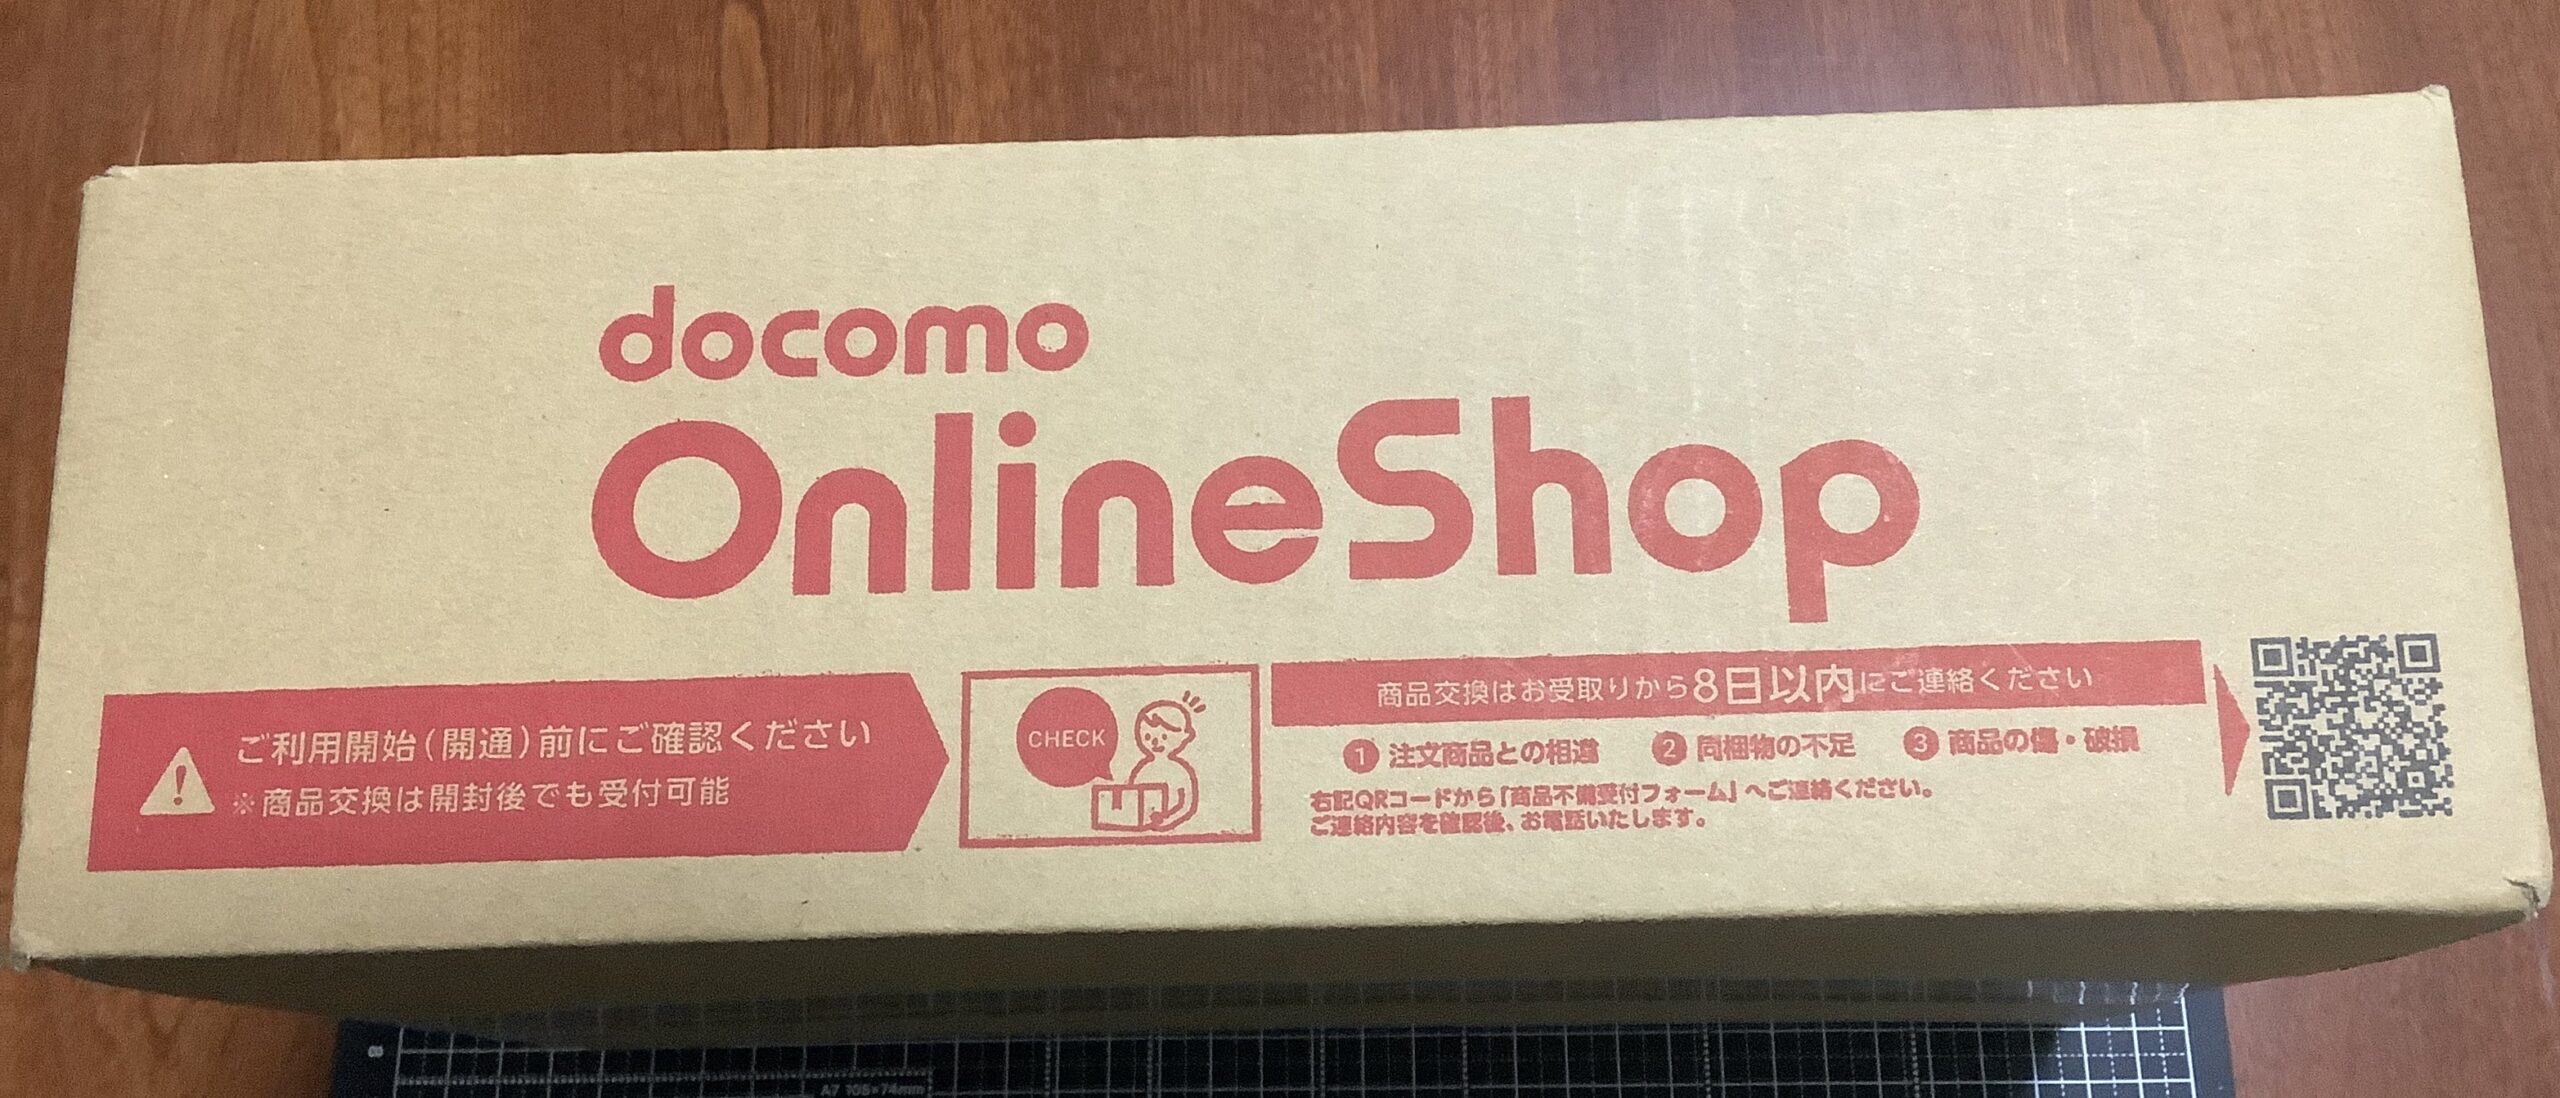 docomo
OnlineShop
ご利用開始(開通)前にご確認ください
※商品交換は開封後でも受付可能
CHECK
商品交換はお受取りから8日以内にご連絡ください
1 注文商品との相違 2 同梱物の不足 3 商品の傷・破損
右記QRコードから「商品不備受付フォーム」へご連絡ください。
ご連絡内容を確認後、お電話いたします。
8
A7 105×74mm